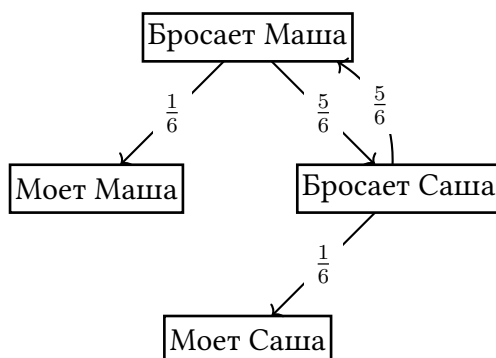 Бросает Маша
1/6
5/6
5/6
Моет Маша
Бросает Саша
1/6
Моет Саша